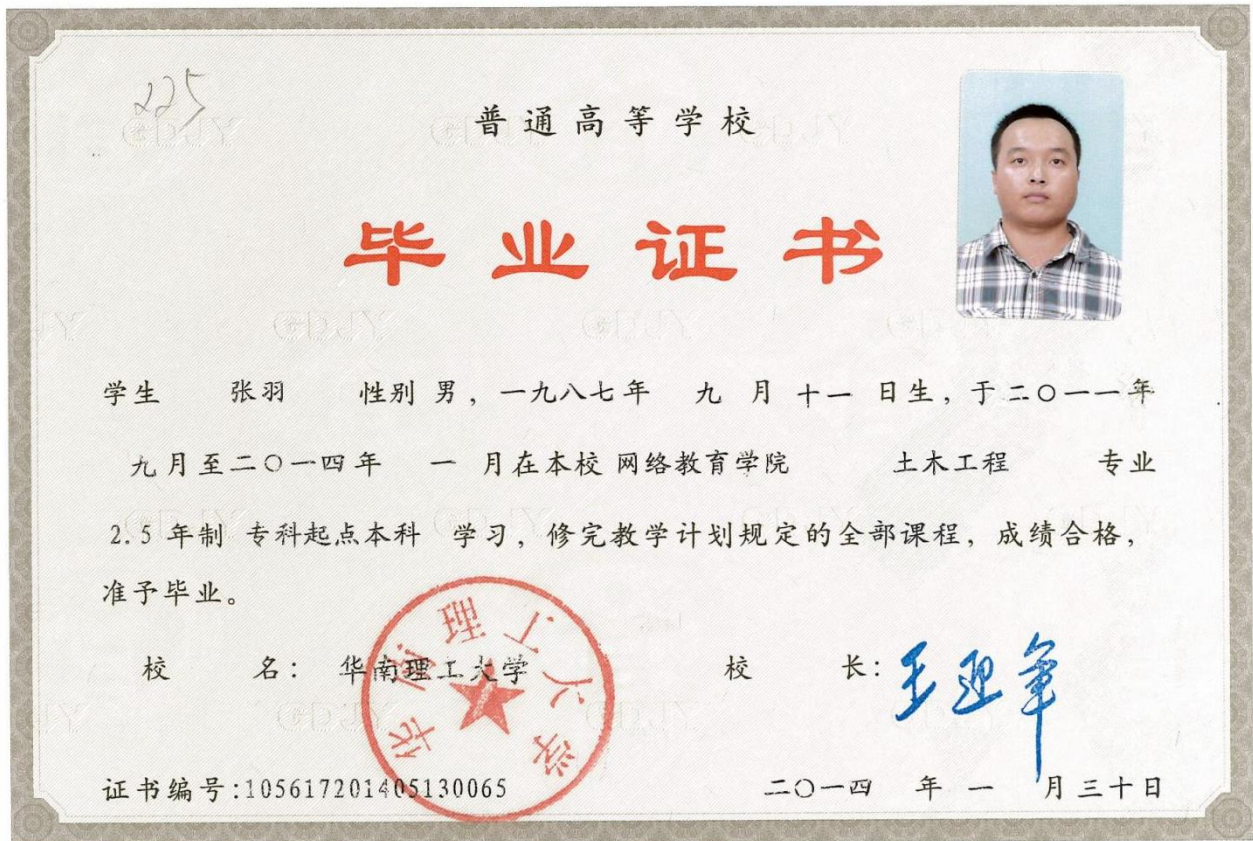 225
普通高等学校
毕业证书
学生 张羽 性别 男，一九八七年 九 月 十一 日生，于二〇一一年
九月至二〇一四年 一 月在本校 网络教育学院 土木工程 专业
2.5 年制 专科起点本科 学习，修完教学计划规定的全部课程，成绩合格，
准予毕业。
校 名： 华南理工大学 校 长：王迎军
华南理工大学
证书编号:105617201405130065 二〇一四 年 一 月三十日